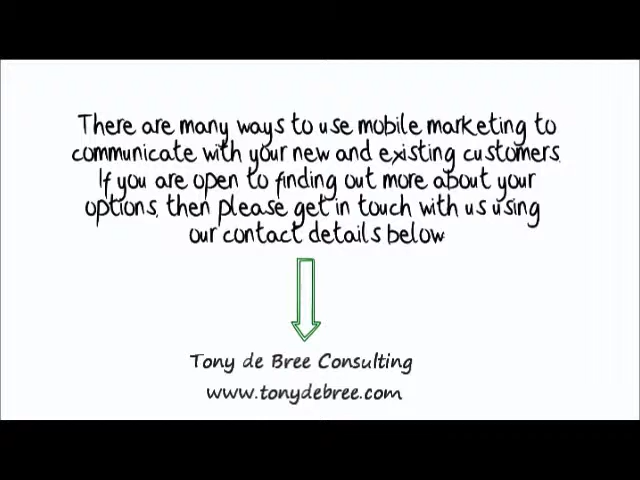 There are many ways to use mobile marketing to
communicate with your new and existing customers.
If you are open to finding out more about your
options, then please get in touch with us using
our contact details below
Tony de Bree Consulting
www.tonydebree.com